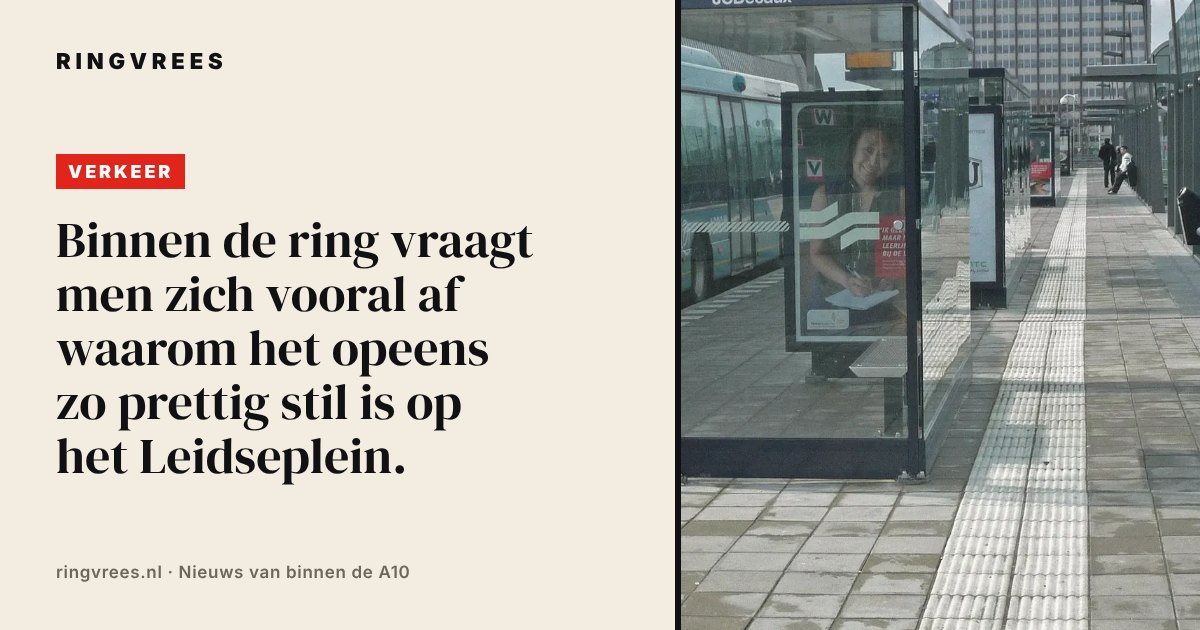 RINGVREES
VERKEER
Binnen de ring vraagt
men zich vooral af
waarom het opeens
zo prettig stil is op
het Leidseplein.
ringvrees.nl · Nieuws van binnen de A10
JCDecaux
W
V